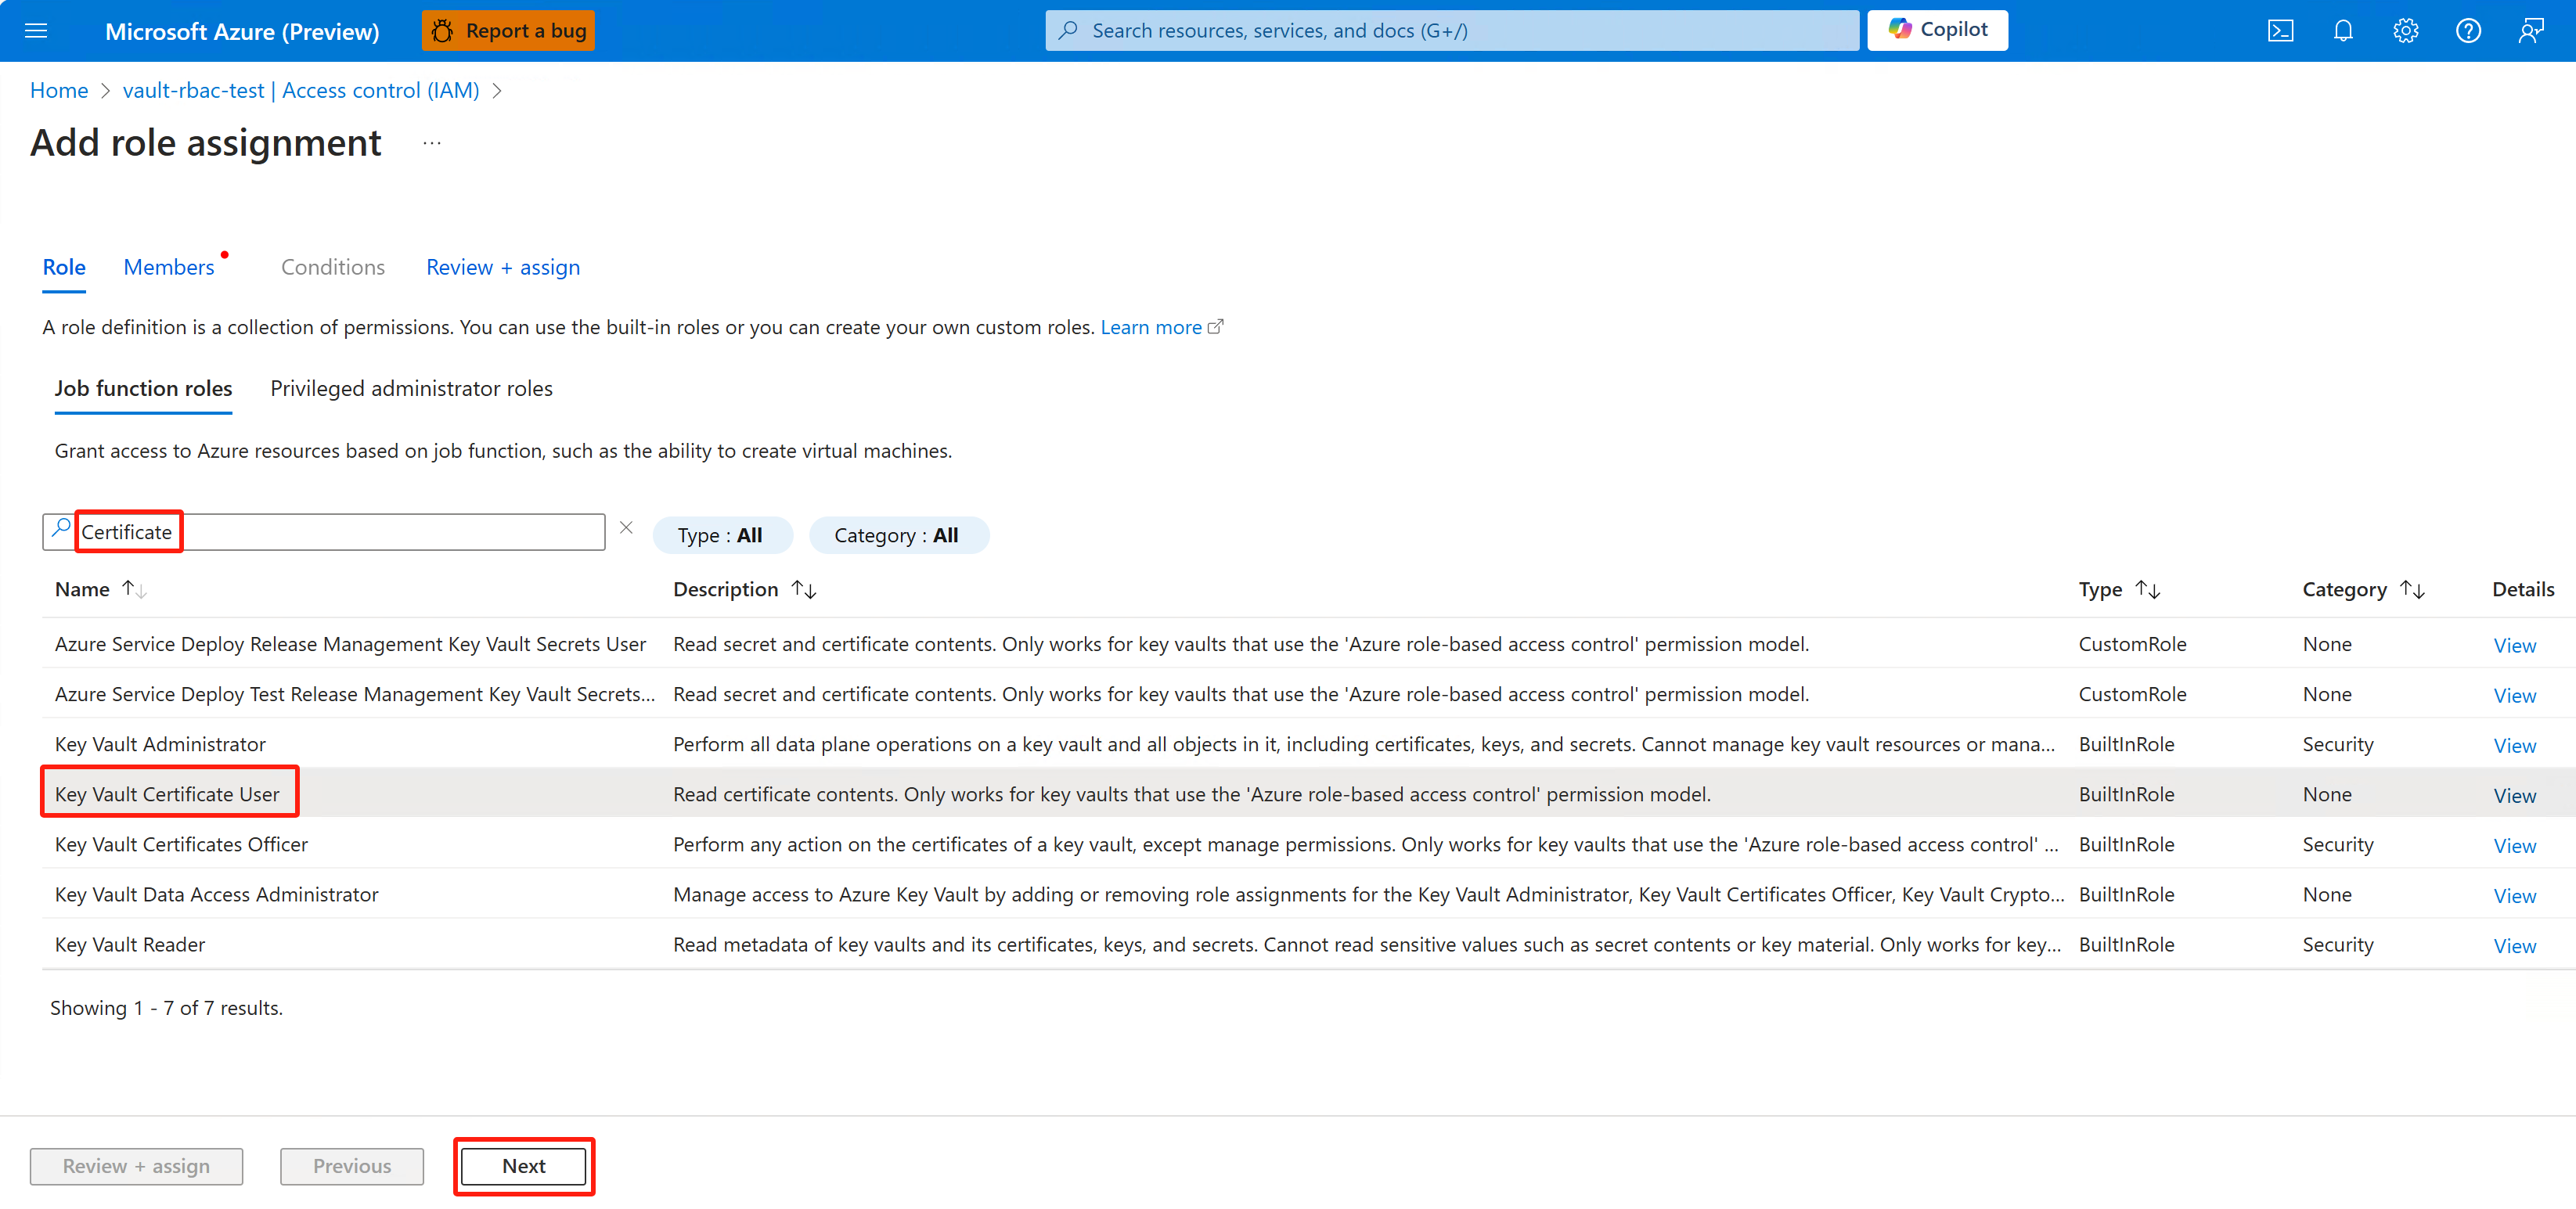 Microsoft Azure (Preview) Report a bug Search resources, services, and docs (G+/) Copilot
Home > vault-rbac-test | Access control (IAM) >
Add role assignment ...
Role Members Conditions Review + assign
A role definition is a collection of permissions. You can use the built-in roles or you can create your own custom roles. Learn more
Job function roles Privileged administrator roles
Grant access to Azure resources based on job function, such as the ability to create virtual machines.
Certificate Type : All Category : All
Name Description Type Category Details
Azure Service Deploy Release Management Key Vault Secrets User Read secret and certificate contents. Only works for key vaults that use the 'Azure role-based access control' permission model. CustomRole None View
Azure Service Deploy Test Release Management Key Vault Secrets... Read secret and certificate contents. Only works for key vaults that use the 'Azure role-based access control' permission model. CustomRole None View
Key Vault Administrator Perform all data plane operations on a key vault and all objects in it, including certificates, keys, and secrets. Cannot manage key vault resources or mana... BuiltInRole Security View
Key Vault Certificate User Read certificate contents. Only works for key vaults that use the 'Azure role-based access control' permission model. BuiltInRole None View
Key Vault Certificates Officer Perform any action on the certificates of a key vault, except manage permissions. Only works for key vaults that use the 'Azure role-based access control' ... BuiltInRole Security View
Key Vault Data Access Administrator Manage access to Azure Key Vault by adding or removing role assignments for the Key Vault Administrator, Key Vault Certificates Officer, Key Vault Crypto... BuiltInRole None View
Key Vault Reader Read metadata of key vaults and its certificates, keys, and secrets. Cannot read sensitive values such as secret contents or key material. Only works for key... BuiltInRole Security View
Showing 1 - 7 of 7 results.
Review + assign Previous Next